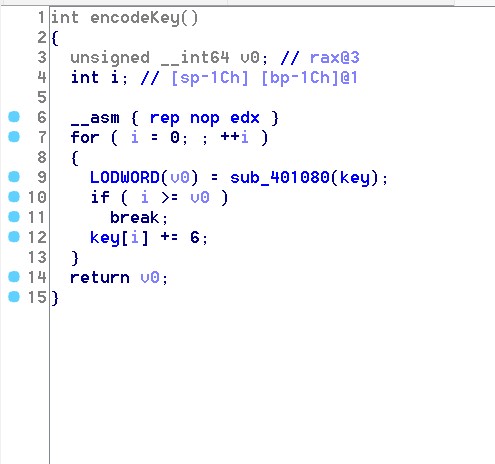 1 int encodeKey()
2 {
3 unsigned __int64 v0; // rax@3
4 int i; // [sp-1Ch] [bp-1Ch]@1
5
6 __asm { rep nop edx }
7 for ( i = 0; ; ++i )
8 {
9 LODWORD(v0) = sub_401080(key);
10 if ( i >= v0 )
11 break;
12 key[i] += 6;
13 }
14 return v0;
15 }